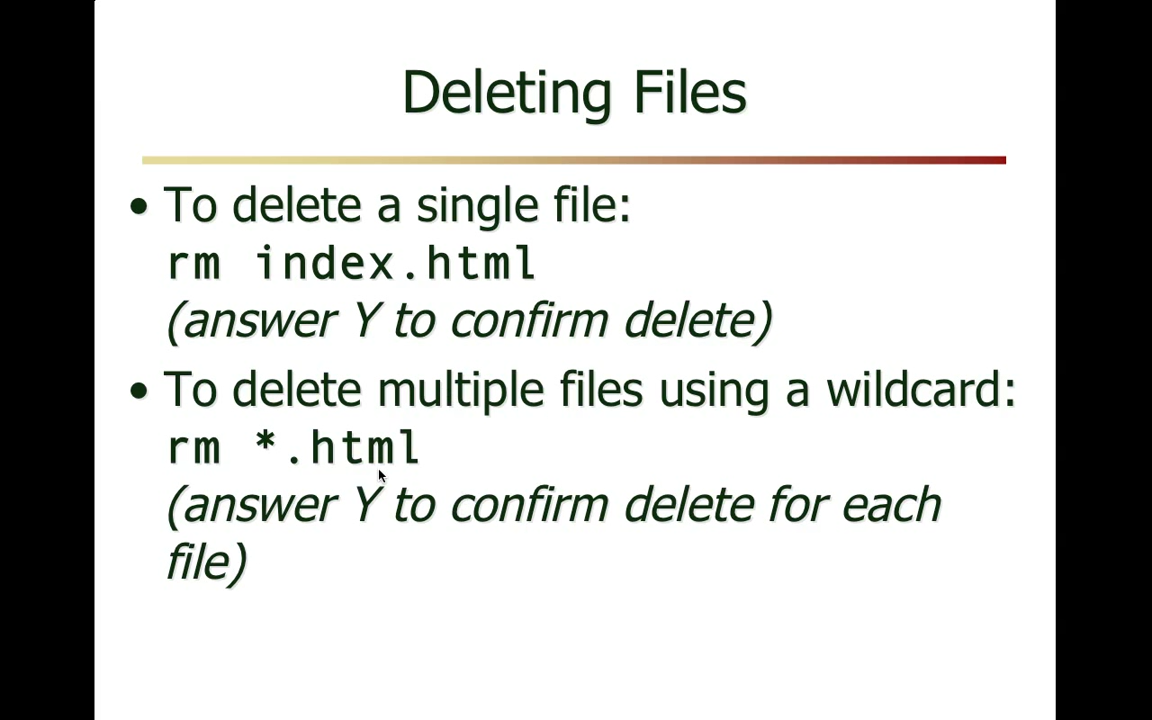 Deleting Files
• To delete a single file:
rm index.html
(answer Y to confirm delete)
• To delete multiple files using a wildcard:
rm *.html
(answer Y to confirm delete for each
file)